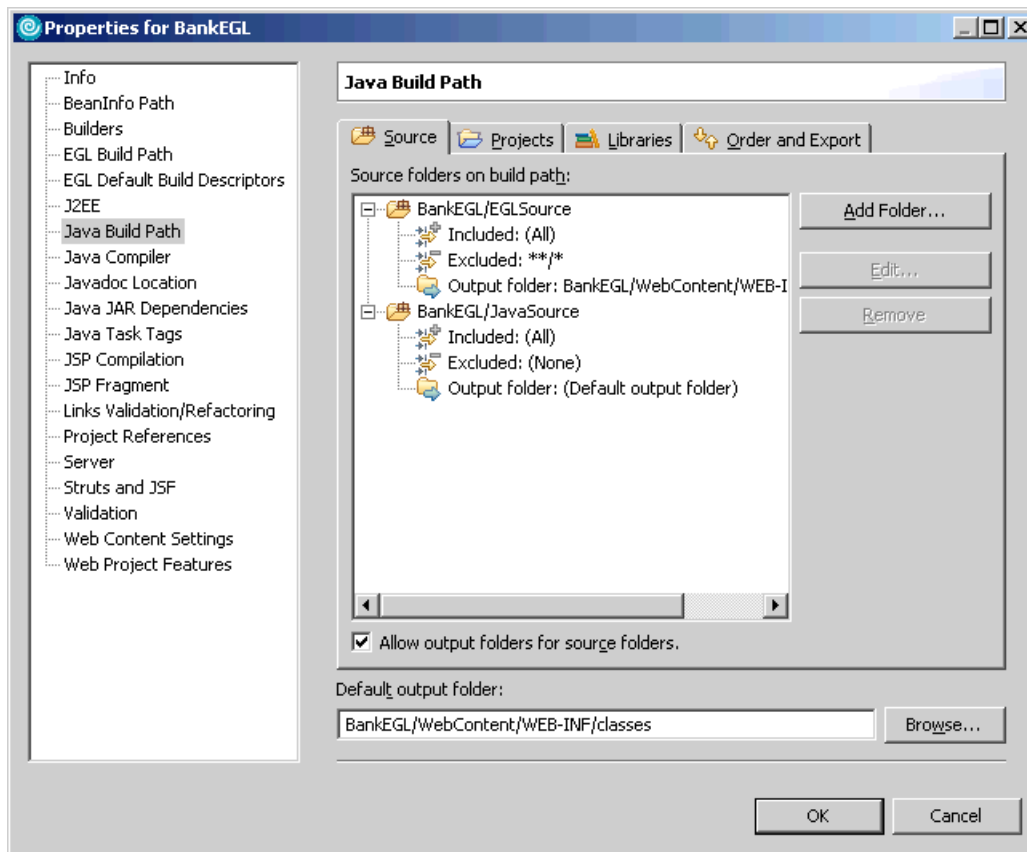 Properties for BankEGL
Info
BeanInfo Path
Builders
EGL Build Path
EGL Default Build Descriptors
J2EE
Java Build Path
Java Compiler
Javadoc Location
Java JAR Dependencies
Java Task Tags
JSP Compilation
JSP Fragment
Links Validation/Refactoring
Project References
Server
Struts and JSF
Validation
Web Content Settings
Web Project Features
Java Build Path
Source
Projects
Libraries
Order and Export
Source folders on build path:
BankEGL/EGLSource
Included: (All)
Excluded: **/*
Output folder: BankEGL/WebContent/WEB-I
BankEGL/JavaSource
Included: (All)
Excluded: (None)
Output folder: (Default output folder)
Add Folder...
Edit...
Remove
Allow output folders for source folders.
Default output folder:
BankEGL/WebContent/WEB-INF/classes
Browse...
OK
Cancel